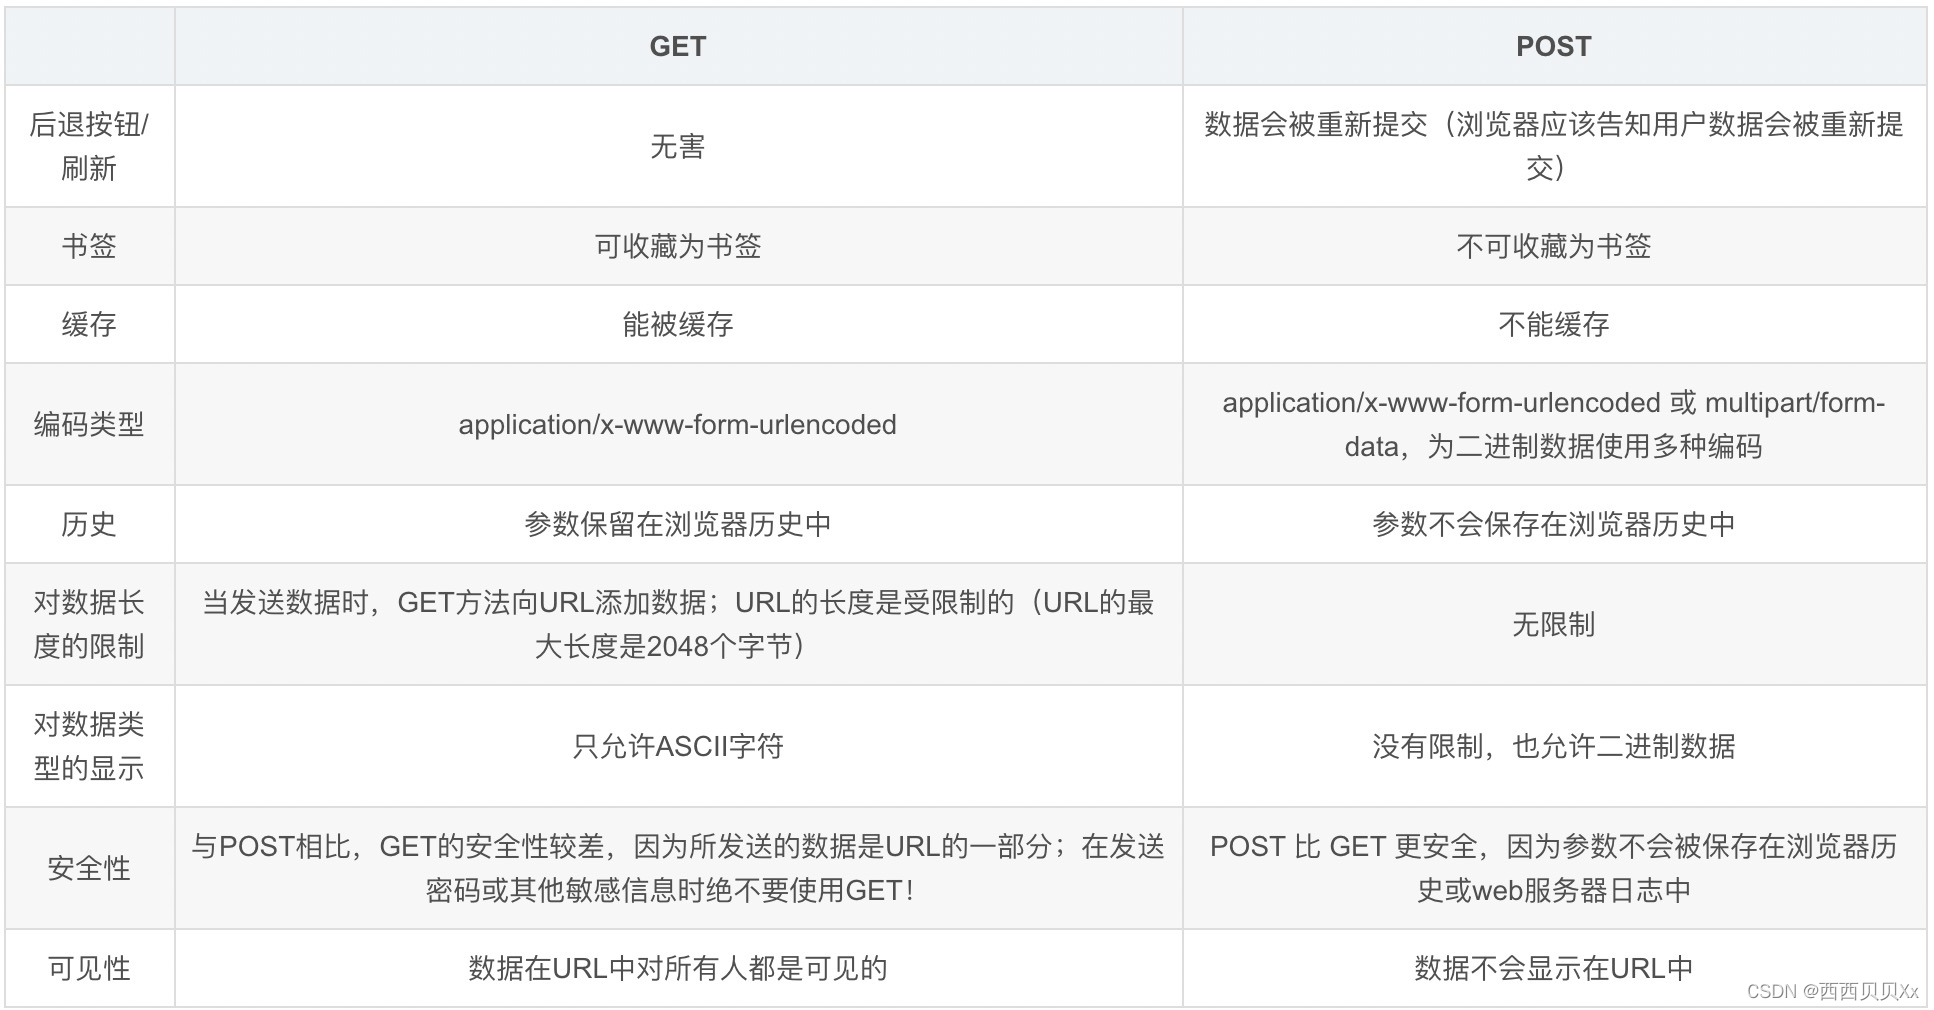 GET
POST
后退按钮/
刷新
无害
数据会被重新提交（浏览器应该告知用户数据会被重新提
交）
书签
可收藏为书签
不可收藏为书签
缓存
能被缓存
不能缓存
编码类型
application/x-www-form-urlencoded
application/x-www-form-urlencoded 或 multipart/form-
data，为二进制数据使用多种编码
历史
参数保留在浏览器历史中
参数不会保存在浏览器历史中
对数据长
度的限制
当发送数据时，GET方法向URL添加数据；URL的长度是受限制的（URL的最
大长度是2048个字节）
无限制
对数据类
型的显示
只允许ASCII字符
没有限制，也允许二进制数据
安全性
与POST相比，GET的安全性较差，因为所发送的数据是URL的一部分；在发送
密码或其他敏感信息时绝不要使用GET！
POST 比 GET 更安全，因为参数不会被保存在浏览器历
史或web服务器日志中
可见性
数据在URL中对所有人都是可见的
数据不会显示在URL中
CSDN @西西贝贝Xx